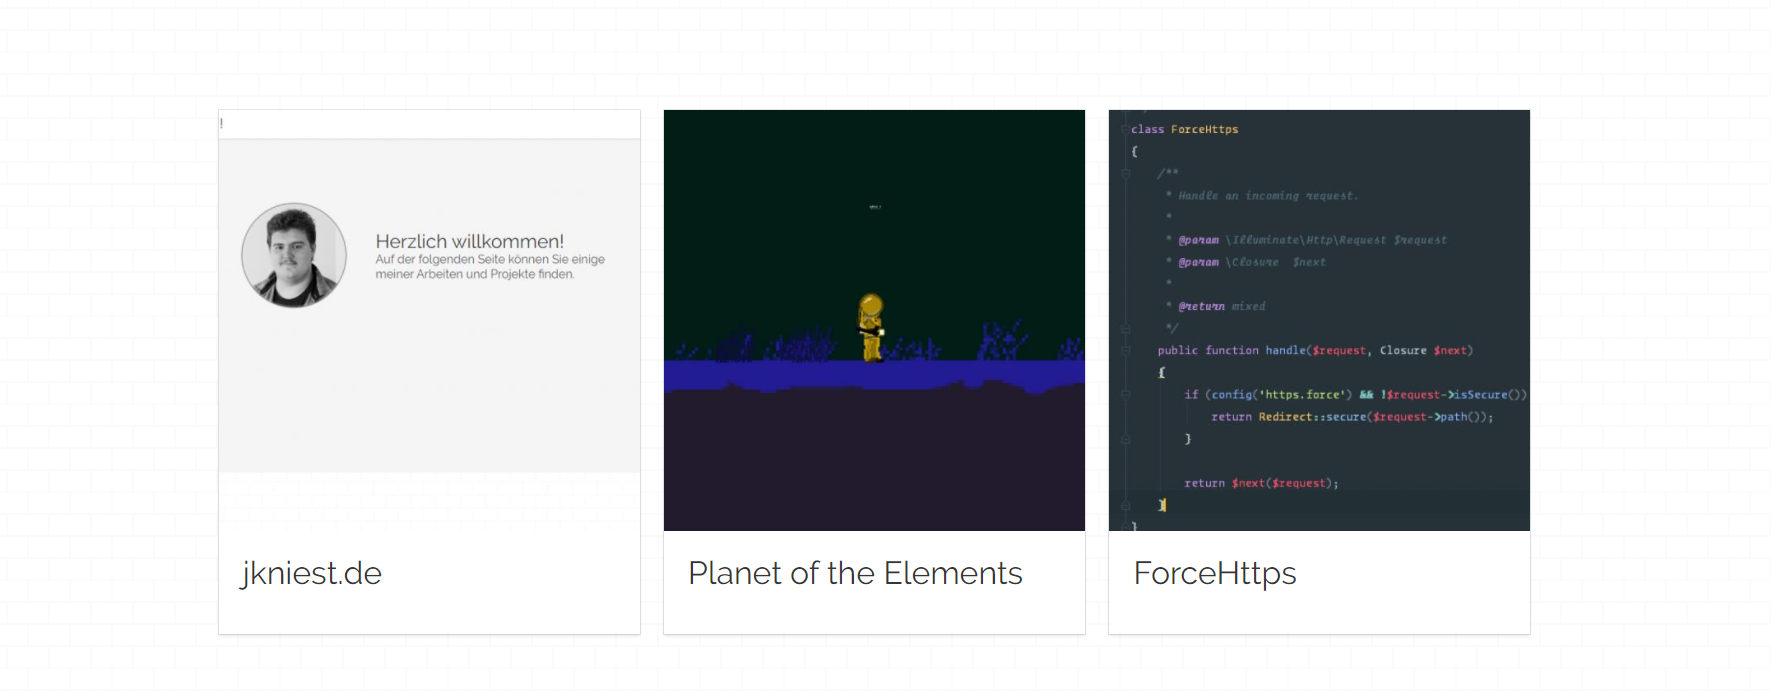 !
Herzlich willkommen!
Auf der folgenden Seite können Sie einige
meiner Arbeiten und Projekte finden.
jkniest.de
Planet of the Elements
class ForceHttps
{
/**
* Handle an incoming request.
*
* @param \Illuminate\Http\Request $request
* @param \Closure $next
*
* @return mixed
*/
public function handle($request, Closure $next)
{
if (config('https.force') && !$request->isSecure())
return Redirect::secure($request->path());
}
return $next($request);
}
}
ForceHttps